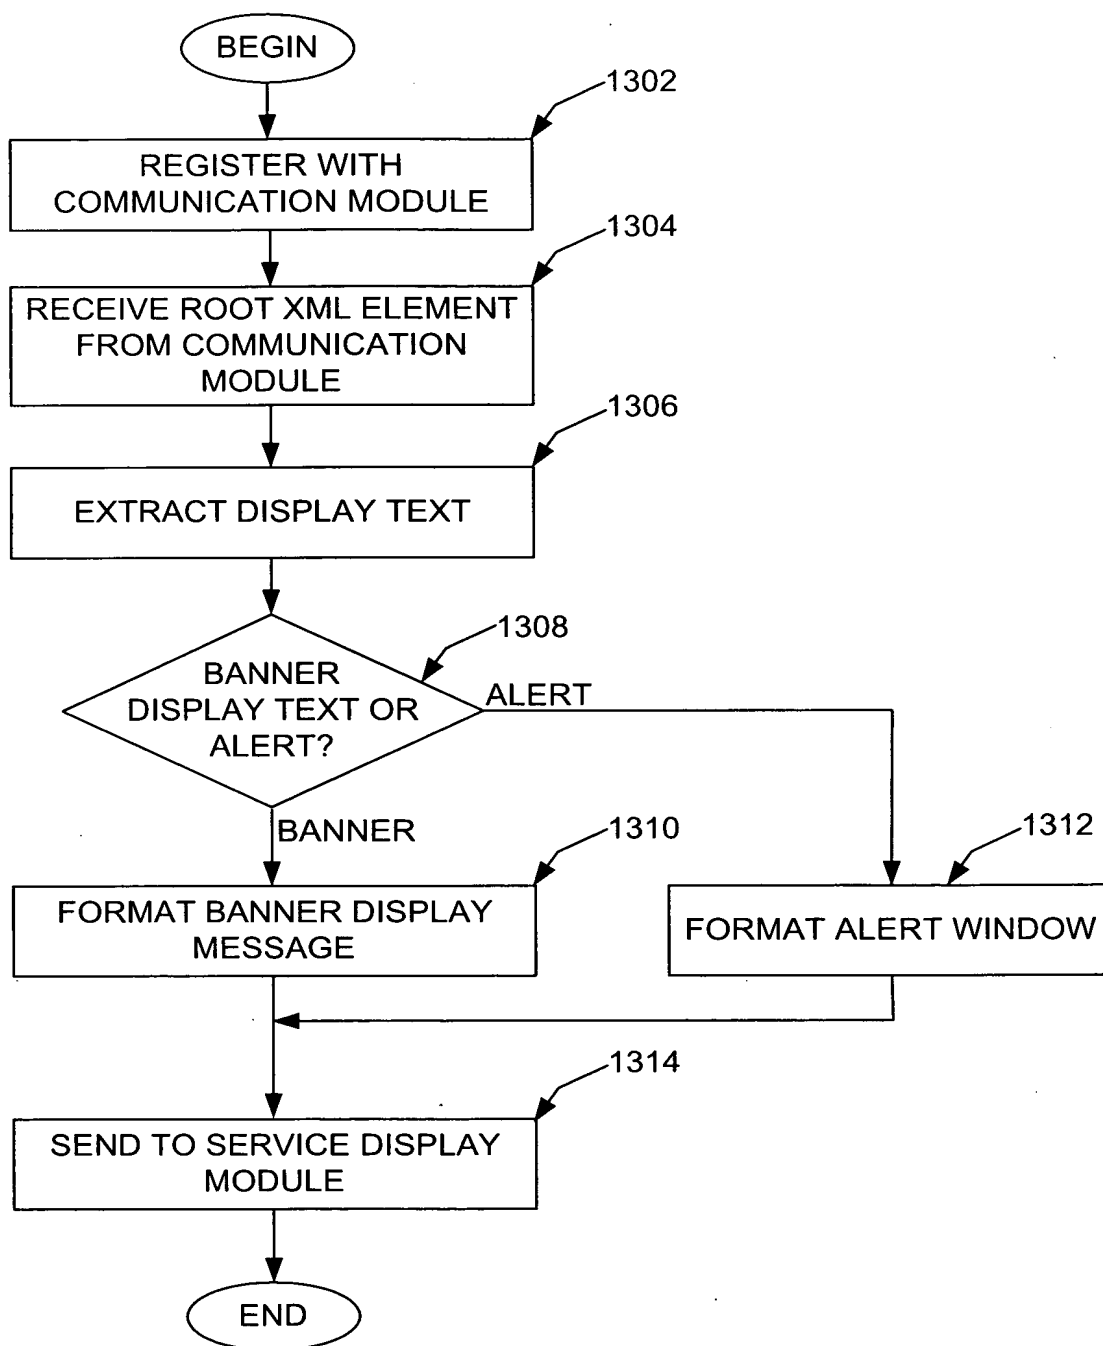 BEGIN
1302
REGISTER WITH
COMMUNICATION MODULE
1304
RECEIVE ROOT XML ELEMENT
FROM COMMUNICATION
MODULE
1306
EXTRACT DISPLAY TEXT
1308
BANNER
DISPLAY TEXT OR
ALERT?
ALERT
BANNER
1310
1312
FORMAT BANNER DISPLAY
MESSAGE
FORMAT ALERT WINDOW
1314
SEND TO SERVICE DISPLAY
MODULE
END